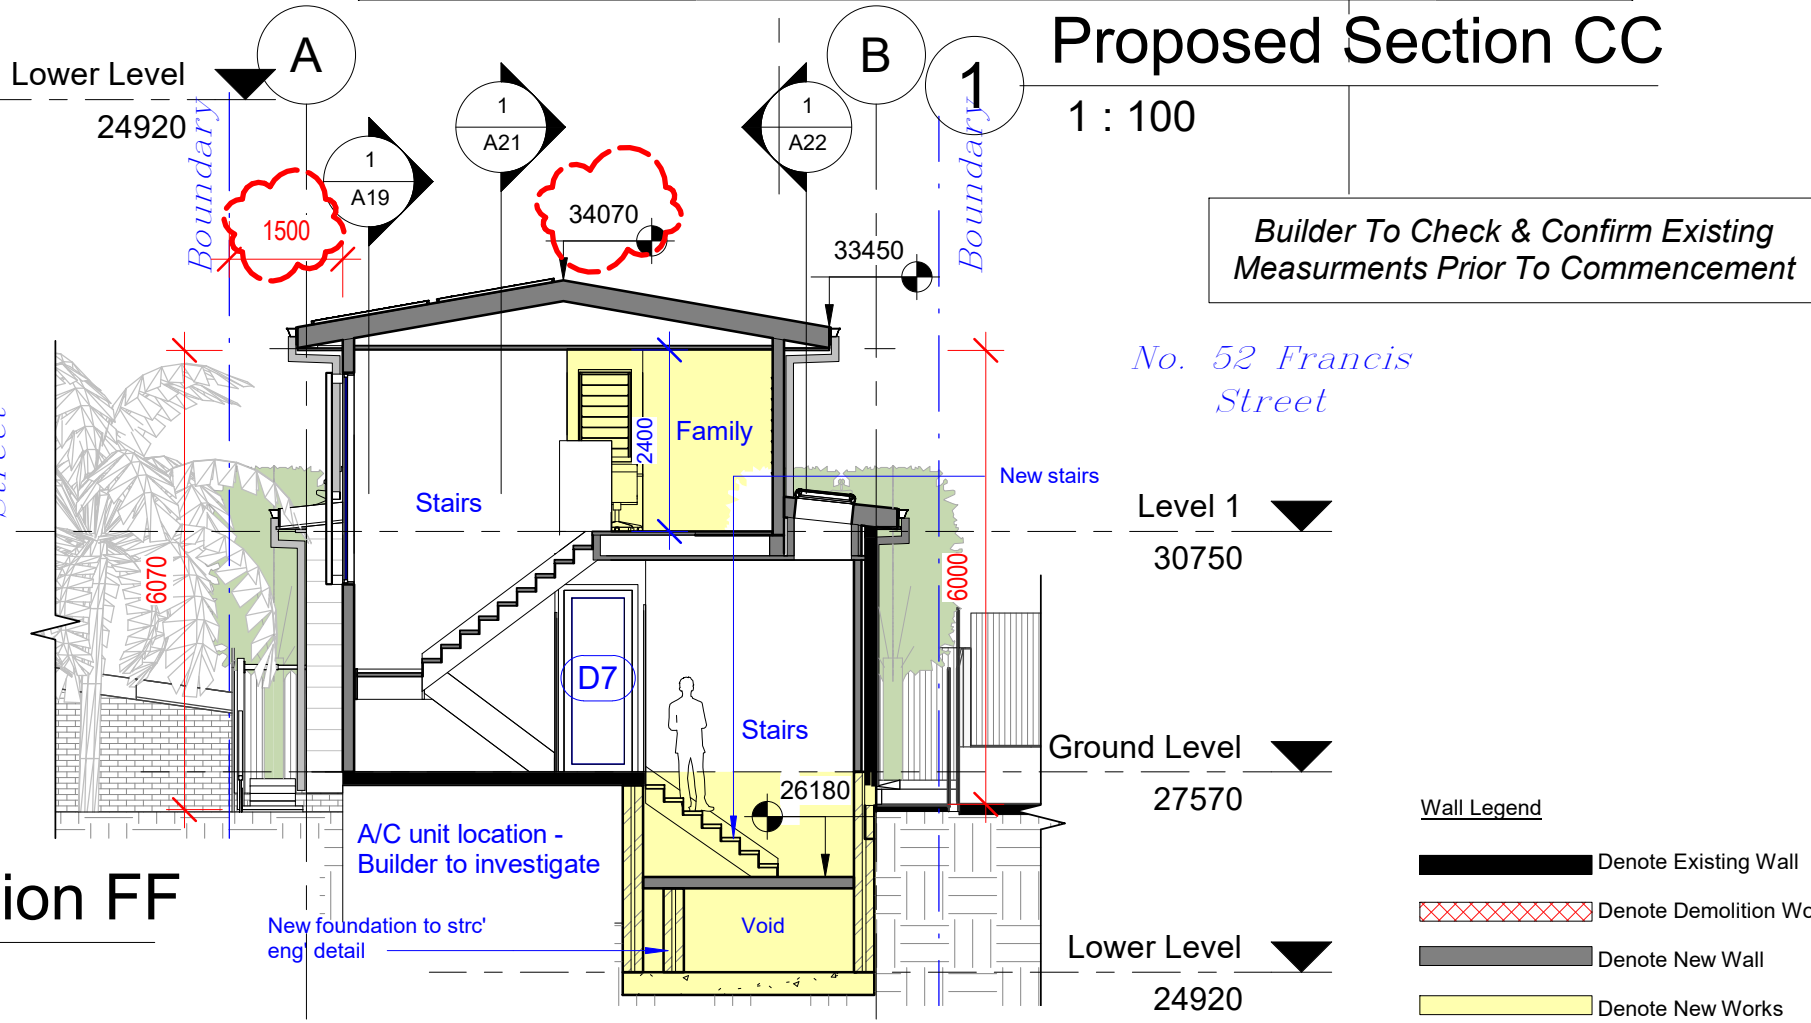 Proposed Section CC
1
1 : 100
Lower Level
24920
A
B
1
A19
1
A21
1
A22
Boundary
Boundary
1500
34070
33450
Builder To Check & Confirm Existing
Measurments Prior To Commencement
No. 52 Francis
Street
Street
2400
Family
Stairs
New stairs
Level 1
30750
6070
6000
D7
Stairs
Ground Level
27570
26180
A/C unit location -
Builder to investigate
ion FF
New foundation to strc'
eng' detail
Void
Lower Level
24920
Wall Legend
Denote Existing Wall
Denote Demolition Wo
Denote New Wall
Denote New Works